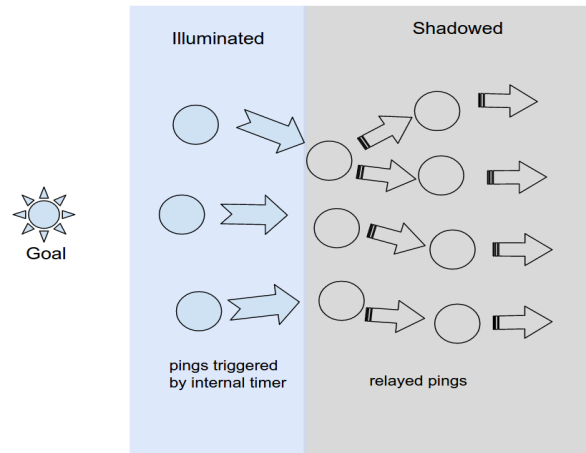 Illuminated
Shadowed
Goal
pings triggered
by internal timer
relayed pings